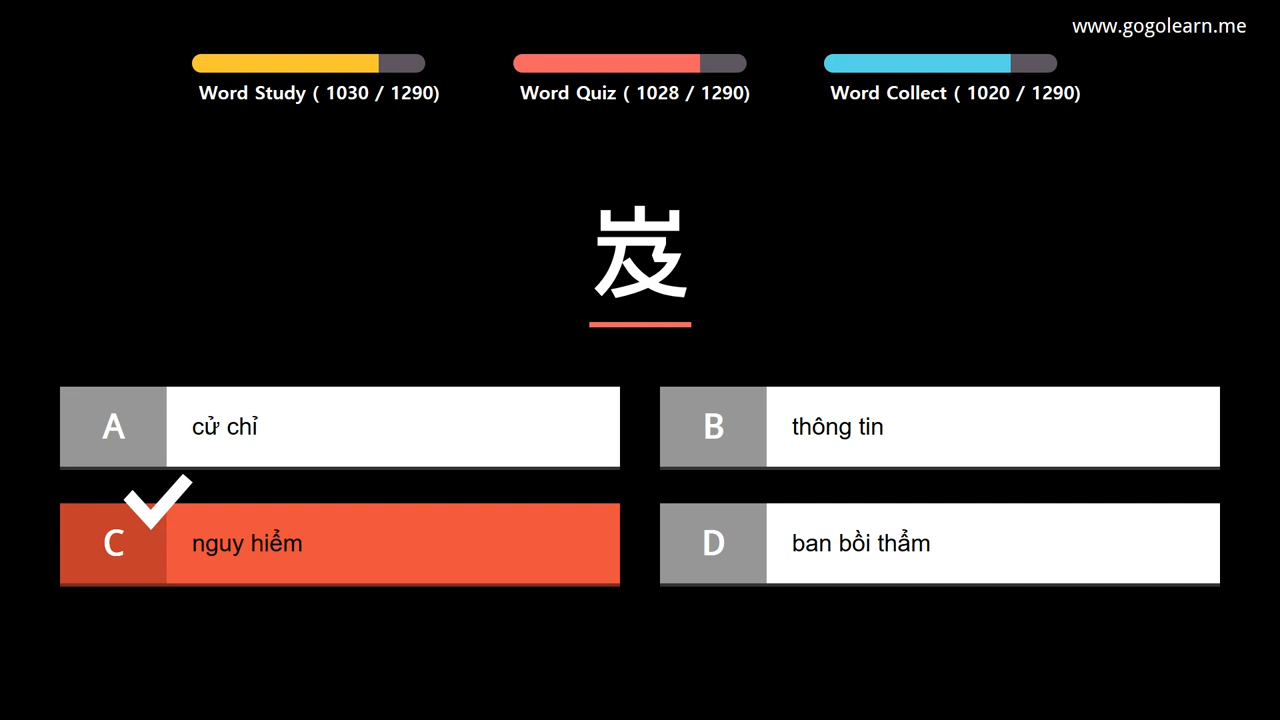 www.gogolearn.me
Word Study ( 1030 / 1290)
Word Quiz ( 1028 / 1290)
Word Collect ( 1020 / 1290)
岌
A
cử chỉ
B
thông tin
C
nguy hiểm
D
ban bồi thẩm